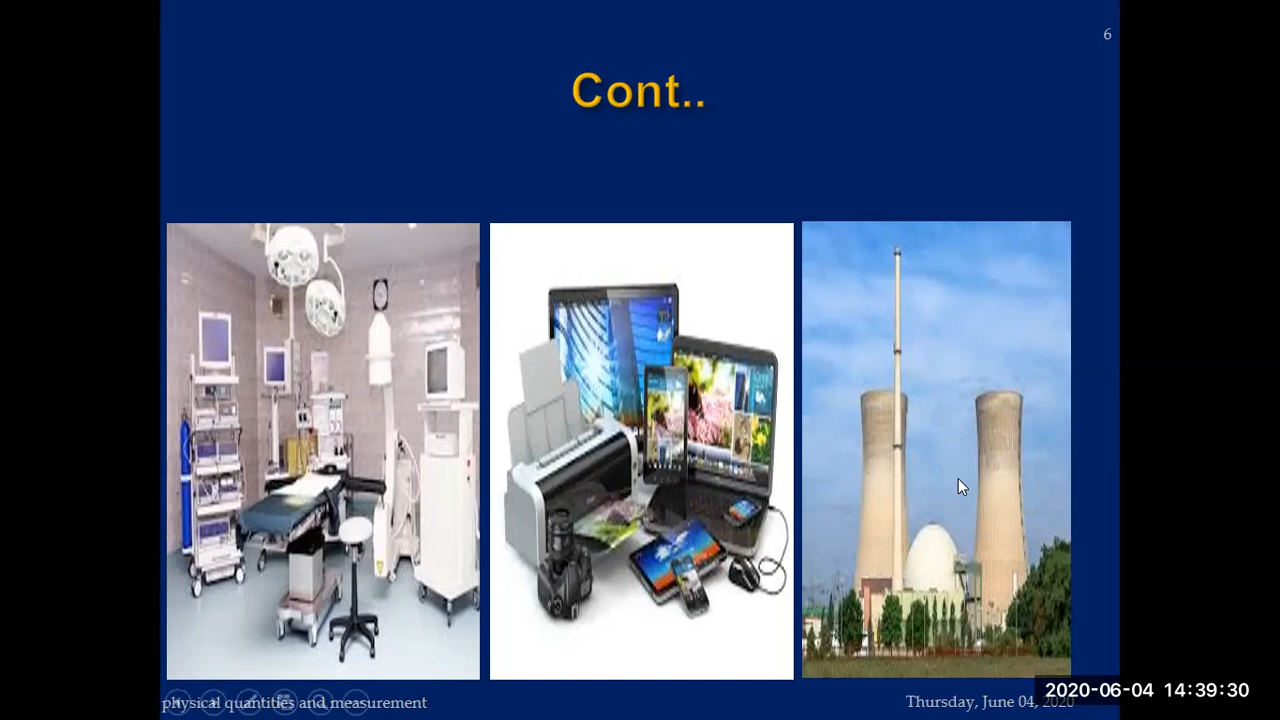 6
Cont..
physical quantities and measurement
Thursday, June 04, 2020
2020-06-04 14:39:30